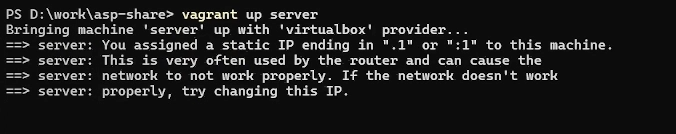 PS D:\work\asp-share> vagrant up server
Bringing machine 'server' up with 'virtualbox' provider...
==> server: You assigned a static IP ending in ".1" or ":1" to this machine.
==> server: This is very often used by the router and can cause the
==> server: network to not work properly. If the network doesn't work
==> server: properly, try changing this IP.